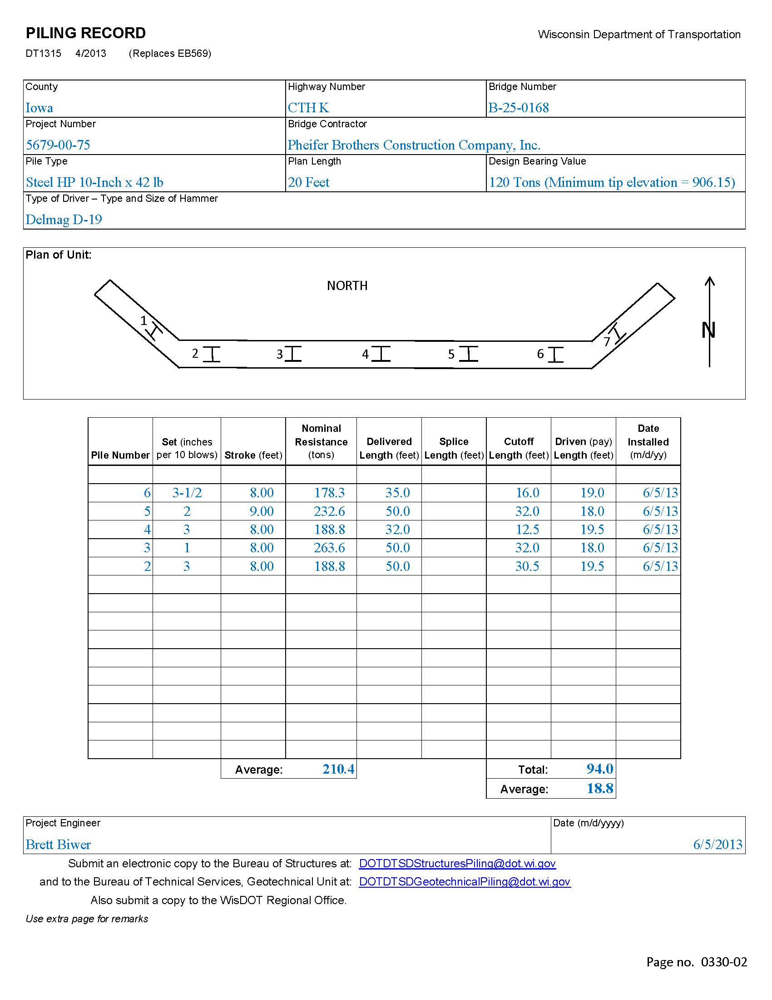 PILING RECORD
Wisconsin Department of Transportation
DT1315 4/2013 (Replaces EB569)
County Highway Number Bridge Number
Iowa CTH K B-25-0168
Project Number Bridge Contractor
5679-00-75 Pheifer Brothers Construction Company, Inc.
Pile Type Plan Length Design Bearing Value
Steel HP 10-Inch x 42 lb 20 Feet 120 Tons (Minimum tip elevation = 906.15)
Type of Driver – Type and Size of Hammer
Delmag D-19
Plan of Unit:
NORTH
1
N
7
2 3 4 5 6
Pile Number Set (inches per 10 blows) Stroke (feet) Nominal Resistance (tons) Delivered Length (feet) Splice Length (feet) Cutoff Length (feet) Driven (pay) Length (feet) Date Installed (m/d/yy)
6 3-1/2 8.00 178.3 35.0 16.0 19.0 6/5/13
5 2 9.00 232.6 50.0 32.0 18.0 6/5/13
4 3 8.00 188.8 32.0 12.5 19.5 6/5/13
3 1 8.00 263.6 50.0 32.0 18.0 6/5/13
2 3 8.00 188.8 50.0 30.5 19.5 6/5/13
Average: 210.4 Total: 94.0
Average: 18.8
Project Engineer Date (m/d/yyyy)
Brett Biwer 6/5/2013
Submit an electronic copy to the Bureau of Structures at: DOTDTSDStructuresPiling@dot.wi.gov
and to the Bureau of Technical Services, Geotechnical Unit at: DOTDTSDGeotechnicalPiling@dot.wi.gov
Also submit a copy to the WisDOT Regional Office.
Use extra page for remarks
Page no. 0330-02